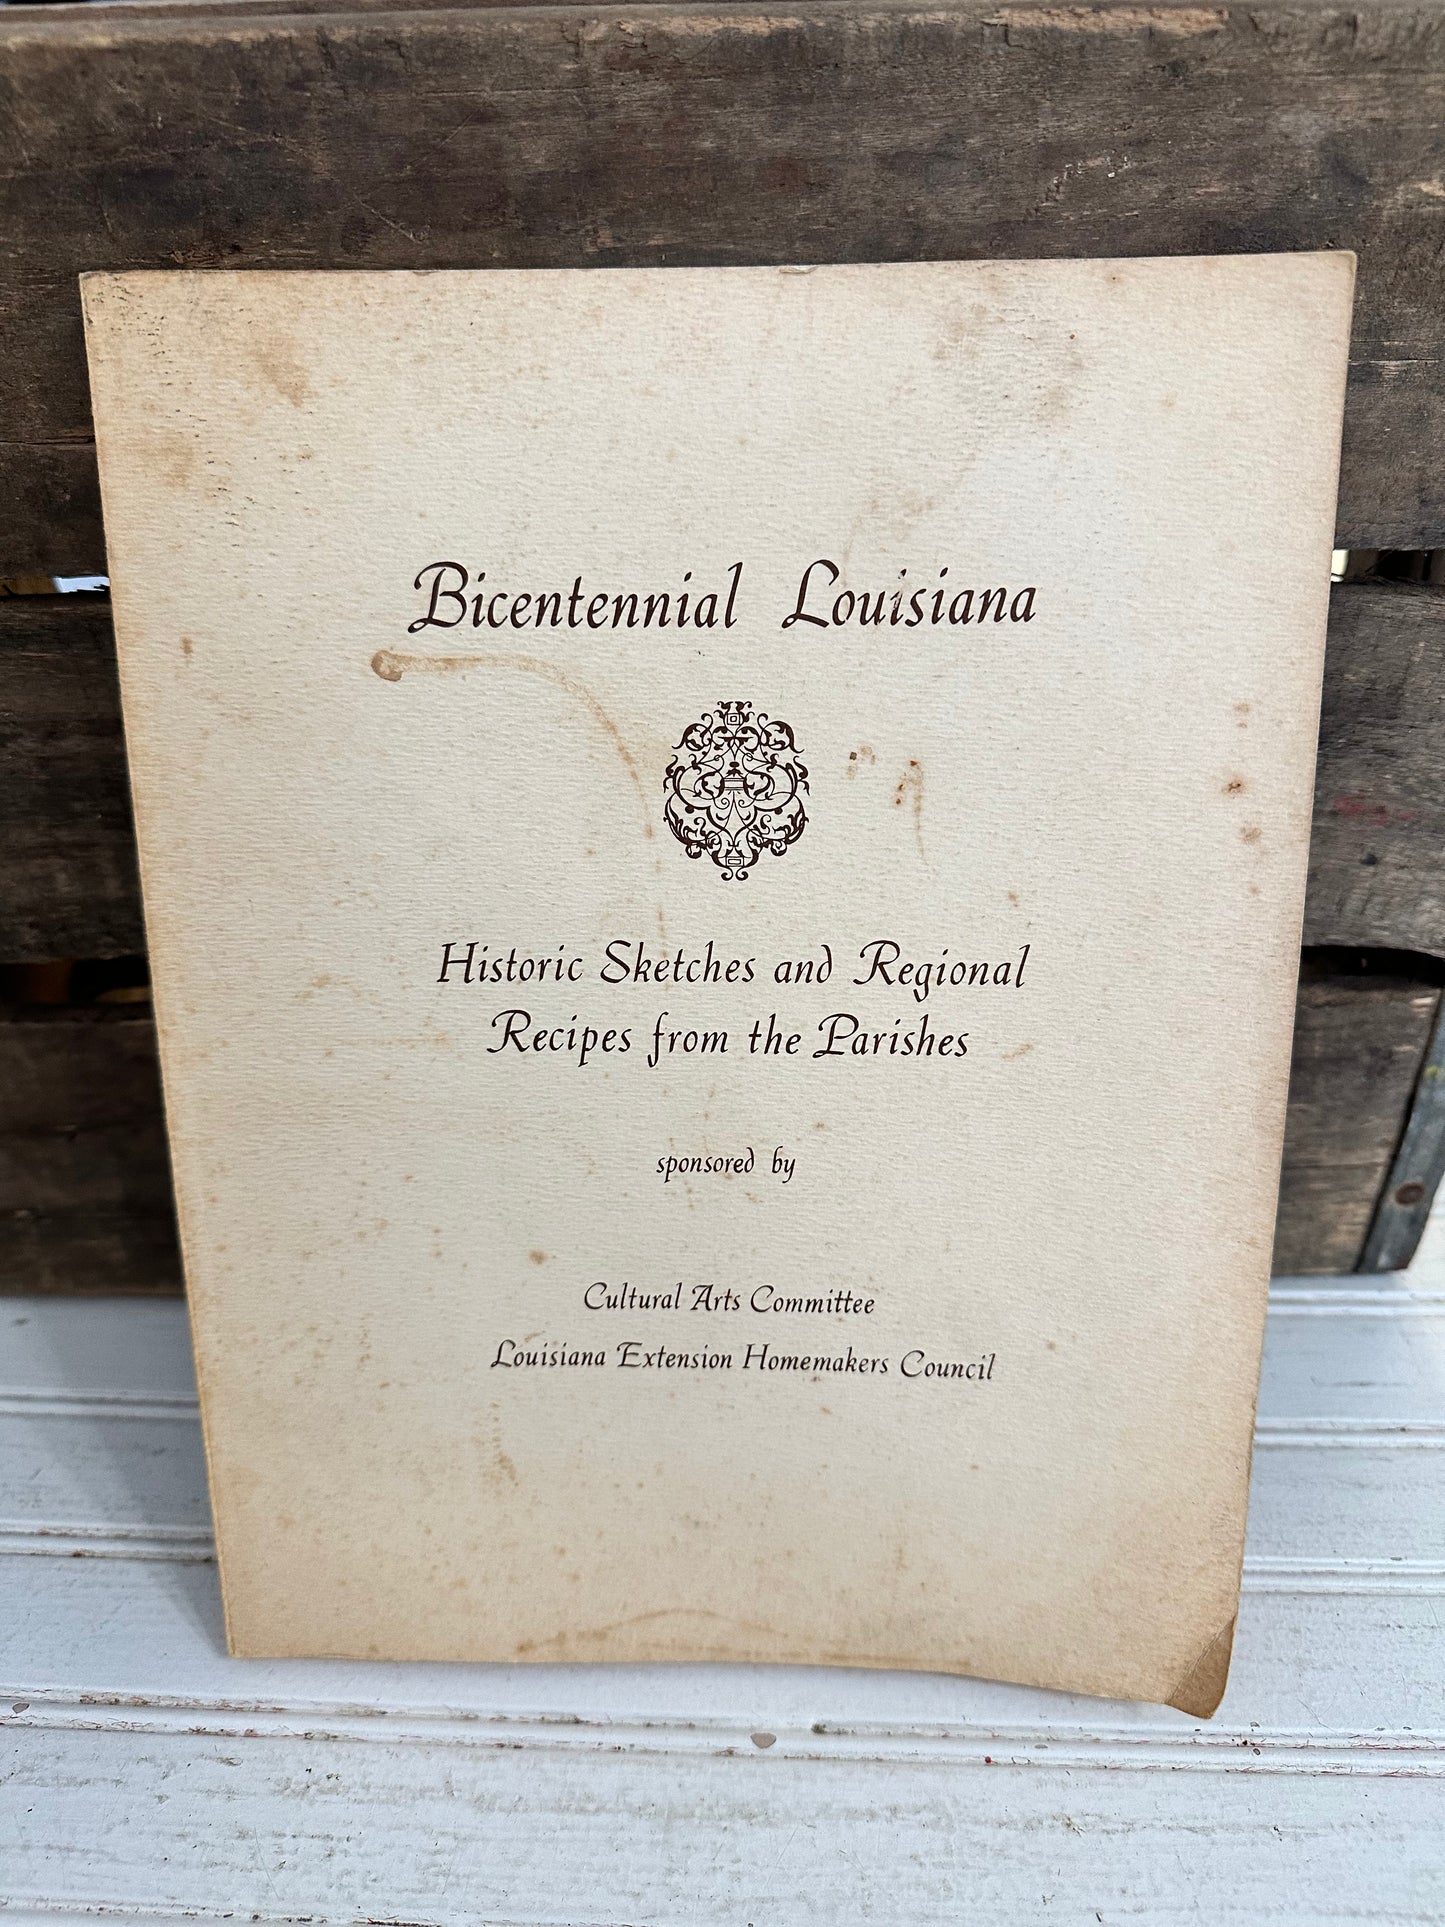 Bicentennial Louisiana
Historic Sketches and Regional
Recipes from the Parishes
sponsored by
Cultural Arts Committee
Louisiana Extension Homemakers Council